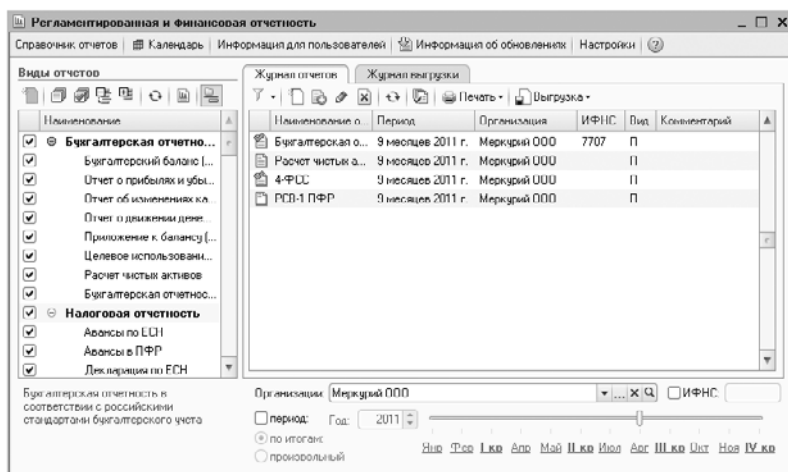 Регламентированная и финансовая отчетность
Справочник отчетов Календарь Информация для пользователей Информация об обновлениях Настройки
Виды отчетов
Журнал отчетов Журнал выгрузки
Печать Выгрузка
Наименование
Наименование о... Период Организация ИФНС Вид Комментарий
Бухгалтерская отчетно...
Бухгалтерский баланс (...
Отчет о прибылях и убы...
Отчет об изменениях ка...
Отчет о движении дене...
Приложение к балансу (...
Целевое использовани...
Расчет чистых активов
Бухгалтерская отчетнос...
Налоговая отчетность
Авансы по ЕСН
Авансы в ПФР
Декларация по ЕСН
Бухгалтерская о... 9 месяцев 2011 г. Меркурий ООО 7707 П
Расчет чистых а... 9 месяцев 2011 г. Меркурий ООО П
4-ФСС 9 месяцев 2011 г. Меркурий ООО П
РСВ-1 ПФР 9 месяцев 2011 г. Меркурий ООО П
Бухгалтерская отчетность в
соответствии с российскими
стандартами бухгалтерского учета
Организации: Меркурий ООО ... ИФНС:
период: Год: 2011
по итогам:
произвольный
Янв Фев I кв Апр Май II кв Июл Авг III кв Окт Ноя IV кв